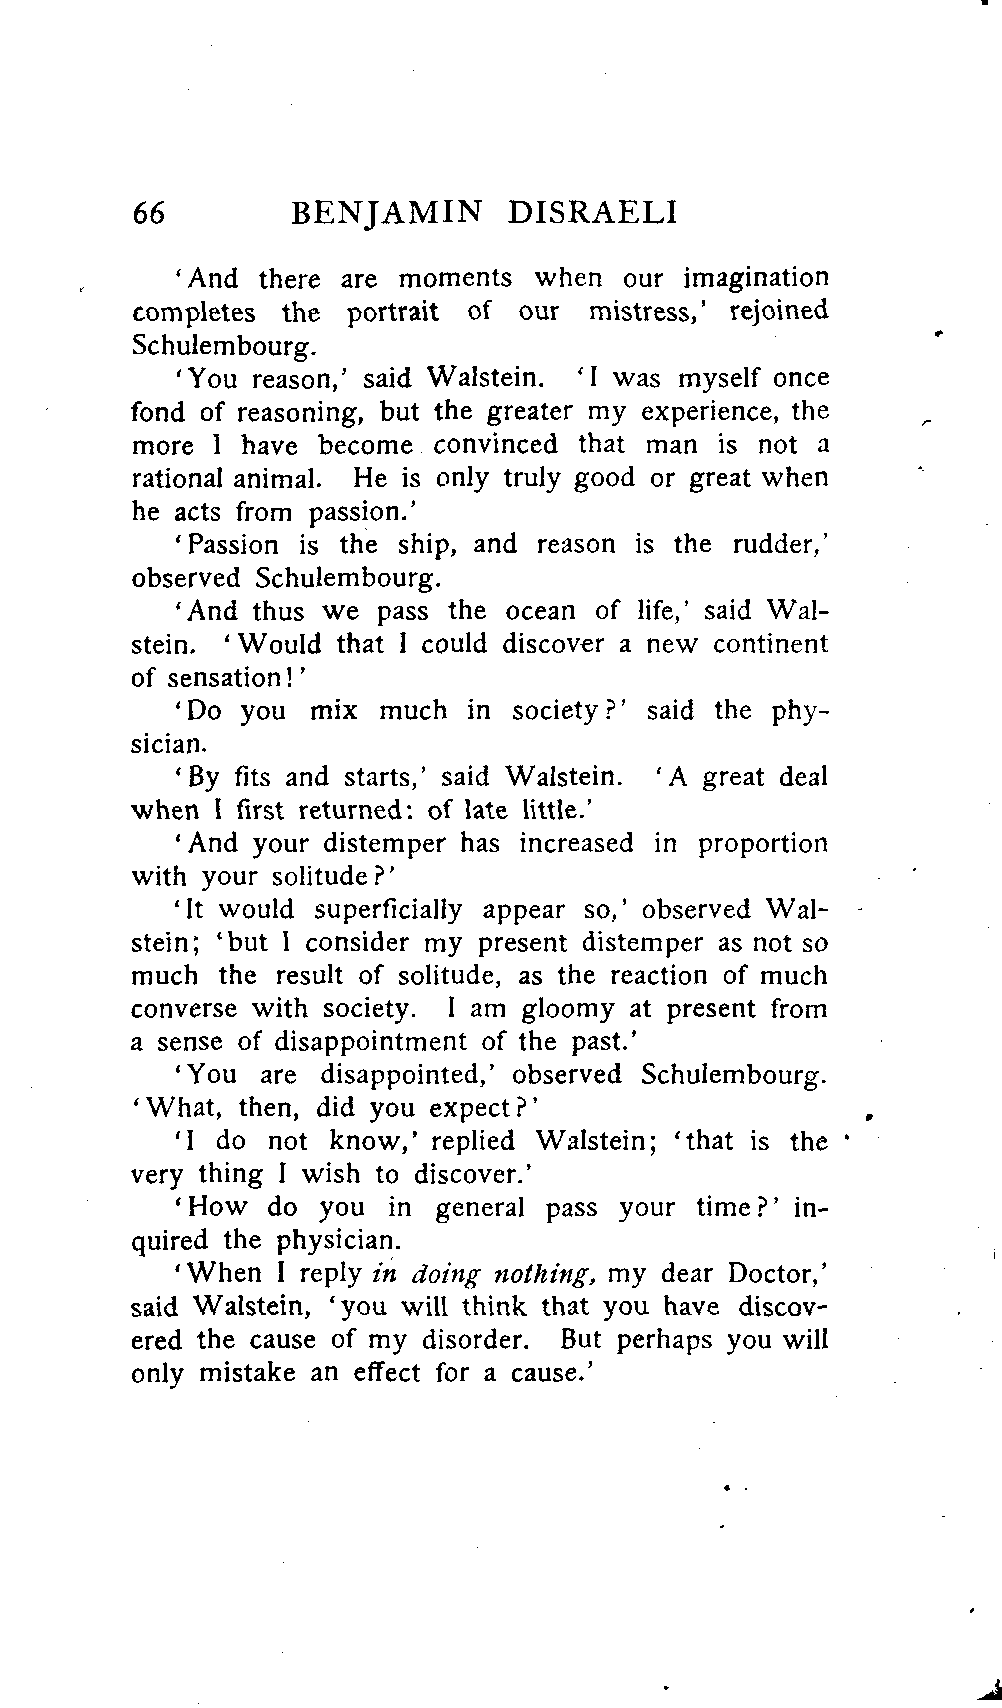 66 BENJAMIN DISRAELI
‘And there are moments when our imagination
completes the portrait of our mistress,’ rejoined
Schulembourg.
‘You reason,’ said Walstein. ‘I was myself once
fond of reasoning, but the greater my experience, the
more I have become convinced that man is not a
rational animal. He is only truly good or great when
he acts from passion.’
‘Passion is the ship, and reason is the rudder,’
observed Schulembourg.
‘And thus we pass the ocean of life,’ said Wal-
stein. ‘Would that I could discover a new continent
of sensation!’
‘Do you mix much in society?’ said the phy-
sician.
‘By fits and starts,’ said Walstein. ‘A great deal
when I first returned: of late little.’
‘And your distemper has increased in proportion
with your solitude?’
‘It would superficially appear so,’ observed Wal-
stein; ‘but I consider my present distemper as not so
much the result of solitude, as the reaction of much
converse with society. I am gloomy at present from
a sense of disappointment of the past.’
‘You are disappointed,’ observed Schulembourg.
‘What, then, did you expect?’
‘I do not know,’ replied Walstein; ‘that is the
very thing I wish to discover.’
‘How do you in general pass your time?’ in-
quired the physician.
‘When I reply in doing nothing, my dear Doctor,’
said Walstein, ‘you will think that you have discov-
ered the cause of my disorder. But perhaps you will
only mistake an effect for a cause.’